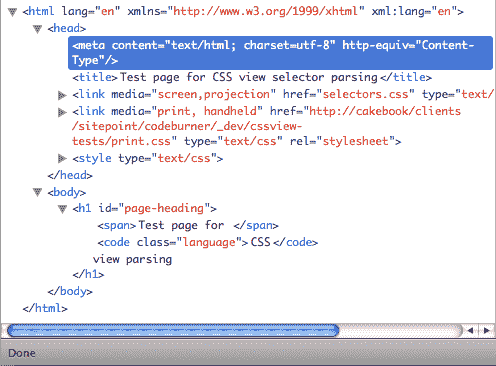 <html lang="en" xmlns="http://www.w3.org/1999/xhtml" xml:lang="en">
<head>
<meta content="text/html; charset=utf-8" http-equiv="Content-
Type"/>
<title>Test page for CSS view selector parsing</title>
<link media="screen,projection" href="selectors.css" type="text/
<link media="print, handheld" href="http://cakebook/clients
/sitepoint/codeburner/_dev/cssview-
tests/print.css" type="text/css" rel="stylesheet">
<style type="text/css">
</head>
<body>
<h1 id="page-heading">
<span>Test page for </span>
<code class="language">CSS</code>
view parsing
</h1>
</body>
</html>
Done